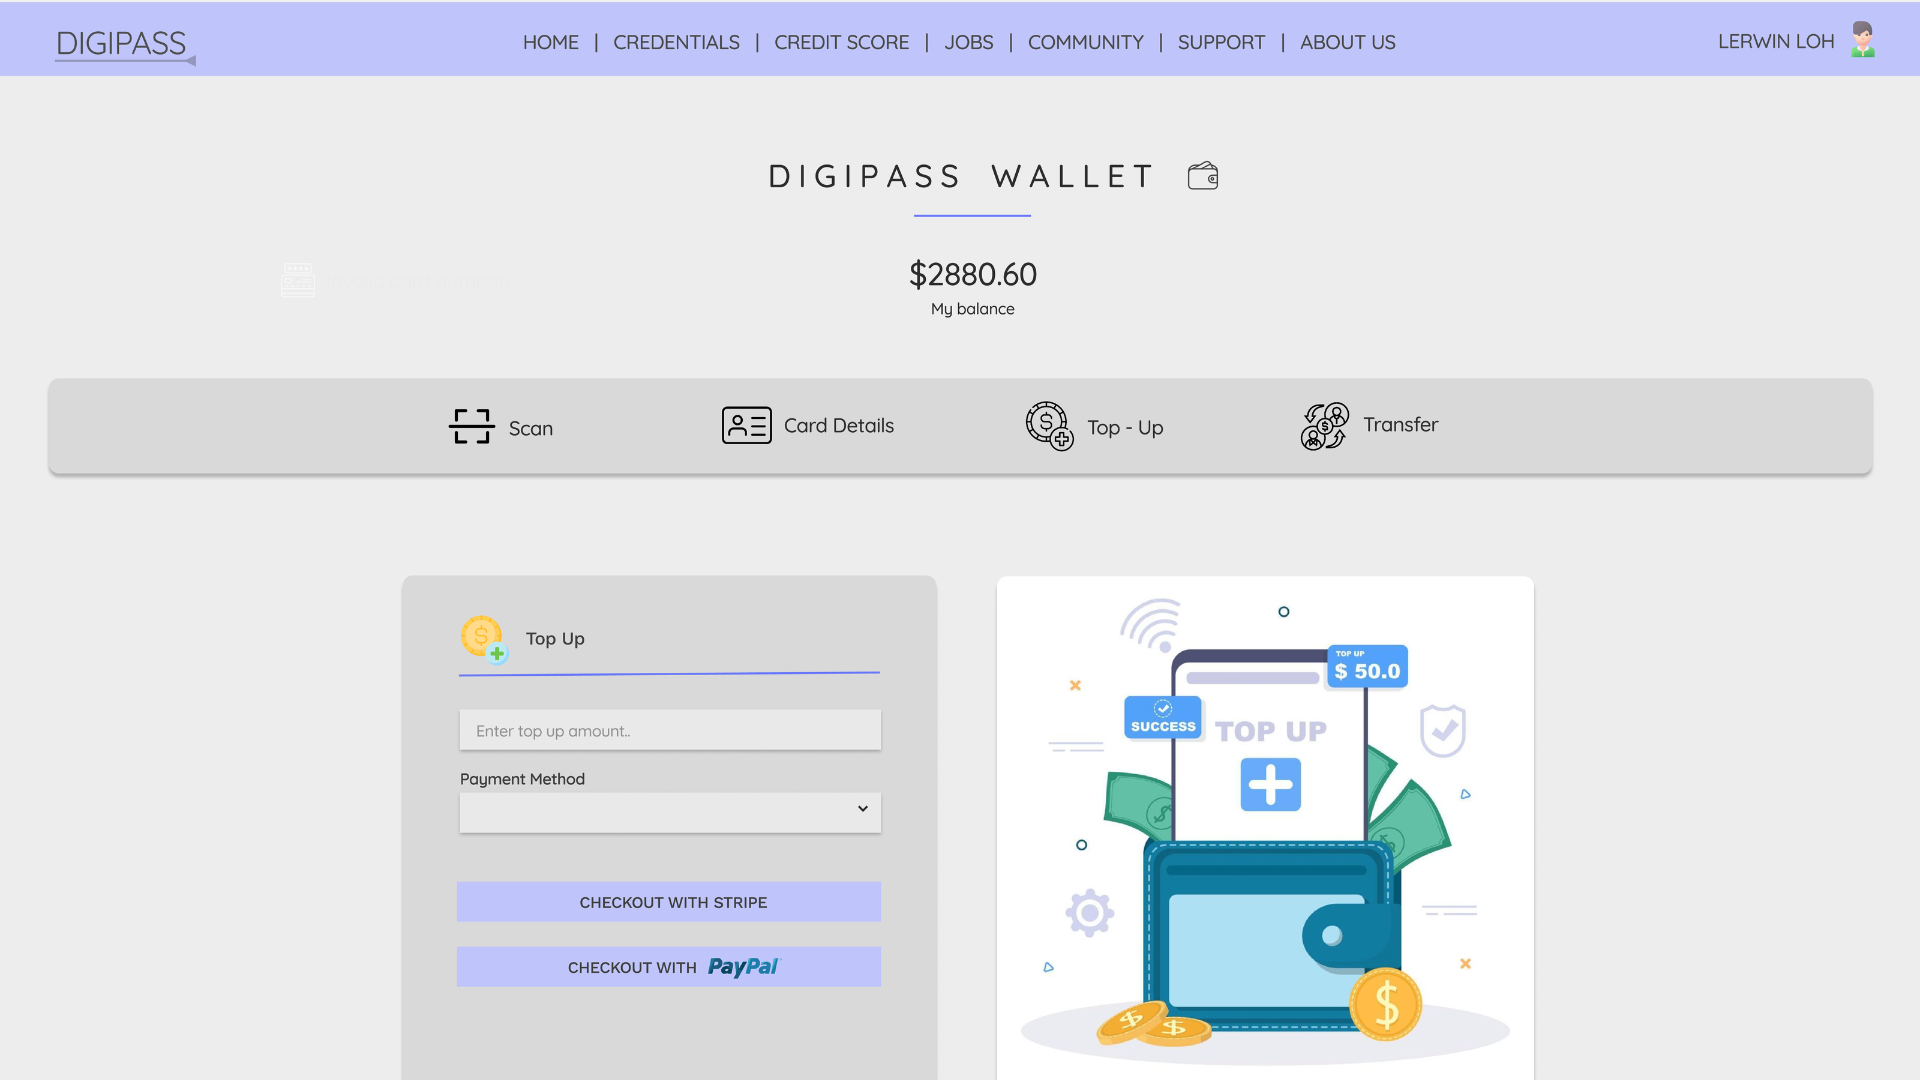 DIGIPASS
HOME | CREDENTIALS | CREDIT SCORE | JOBS | COMMUNITY | SUPPORT | ABOUT US
LERWIN LOH
DIGIPASS WALLET
$2880.60
My balance
Scan
Card Details
Top - Up
Transfer
Top Up
Enter top up amount..
Payment Method
CHECKOUT WITH STRIPE
CHECKOUT WITH PayPal
TOP UP
$ 50.0
SUCCESS
TOP UP